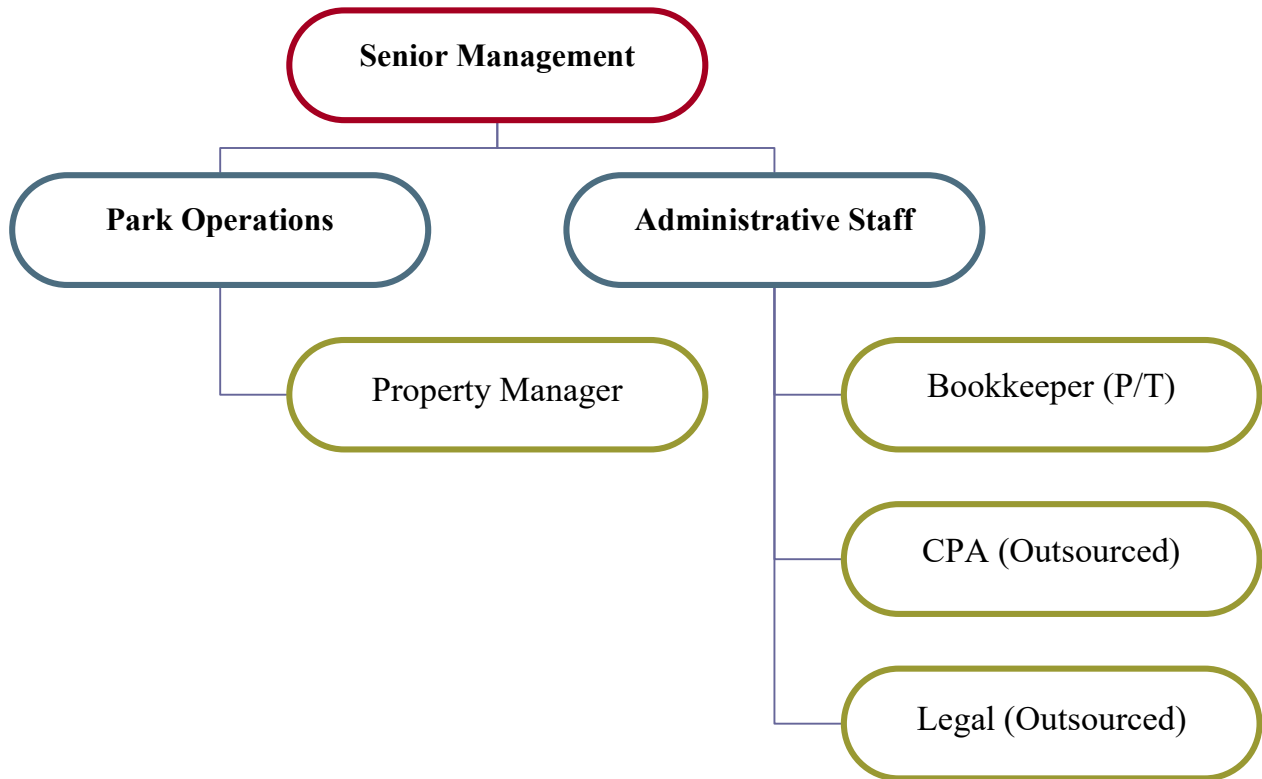 Senior Management
Park Operations
Administrative Staff
Property Manager
Bookkeeper (P/T)
CPA (Outsourced)
Legal (Outsourced)